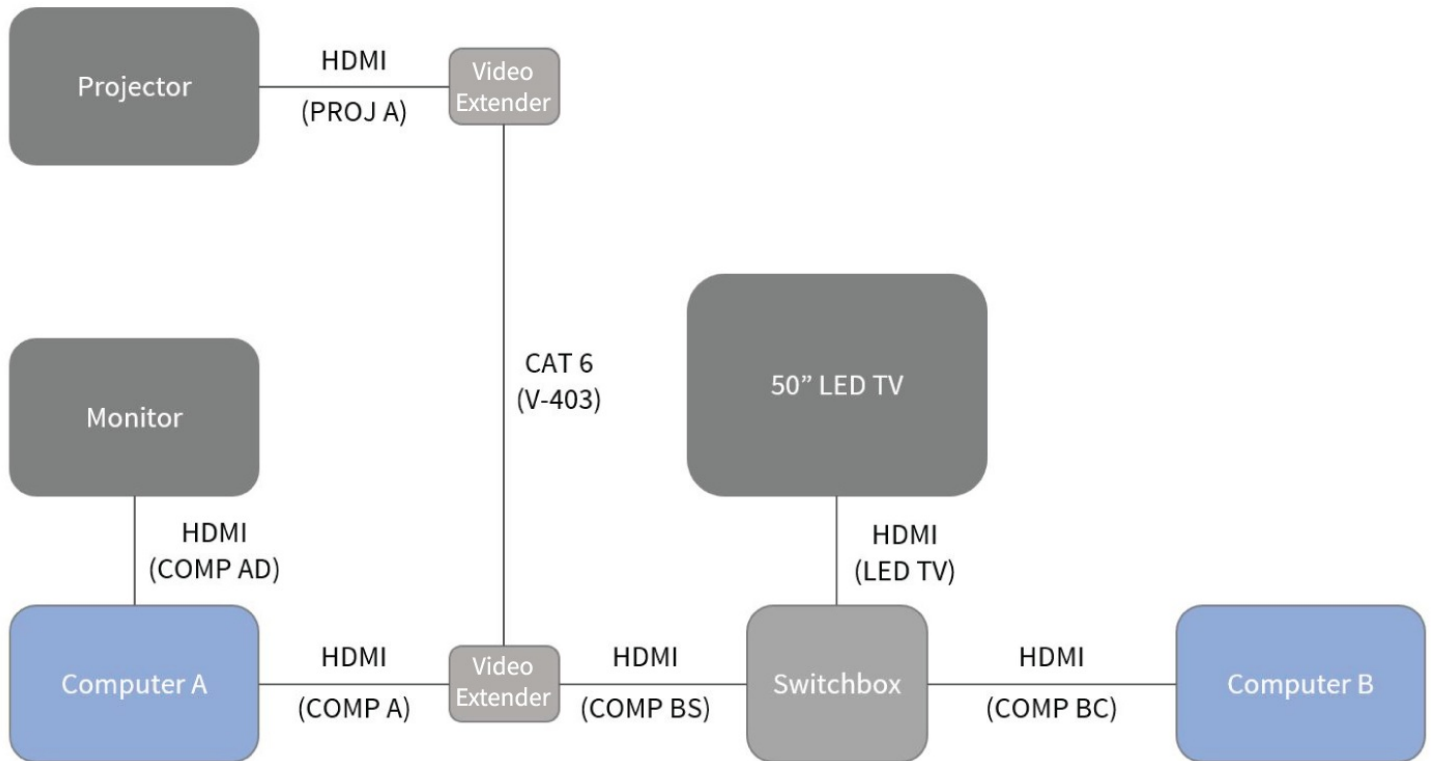 Projector
HDMI
(PROJ A)
Video
Extender
CAT 6
(V-403)
50” LED TV
Monitor
HDMI
(COMP AD)
HDMI
(LED TV)
Computer A
HDMI
(COMP A)
Video
Extender
HDMI
(COMP BS)
Switchbox
HDMI
(COMP BC)
Computer B